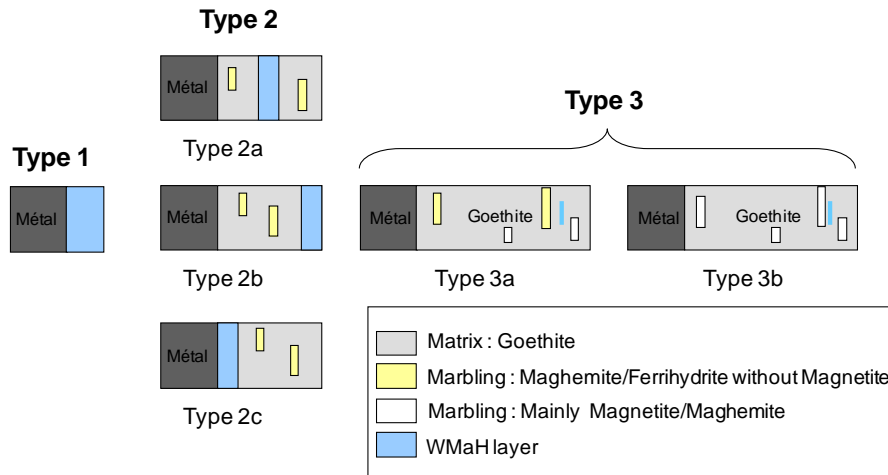 Type 2
Métal
Type 2a
Type 3
Type 1
Métal
Métal
Type 2b
Métal
Goethite
Type 3a
Métal
Goethite
Type 3b
Métal
Type 2c
Matrix : Goethite
Marbling : Maghemite/Ferrihydrite without Magnetite
Marbling : Mainly Magnetite/Maghemite
WMaH layer